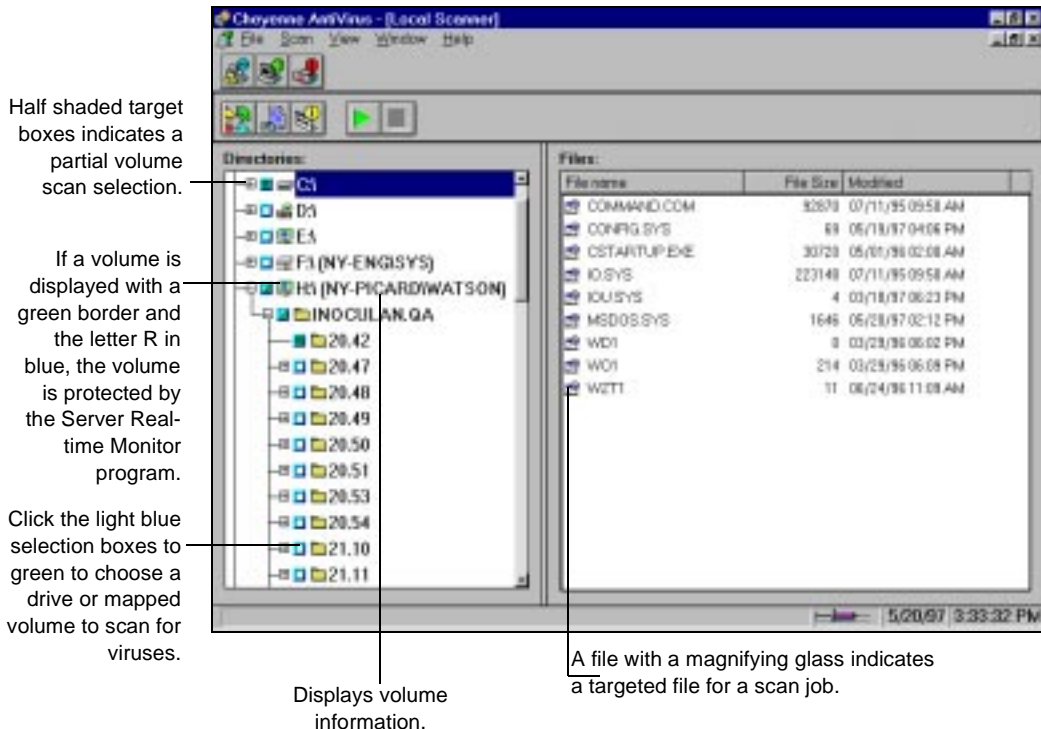 Cheyenne AntiVirus - [Local Scanner]
File Scan View Window Help
Half shaded target
boxes indicates a
partial volume
scan selection.
If a volume is
displayed with a
green border and
the letter R in
blue, the volume
is protected by
the Server Real-
time Monitor
program.
Click the light blue
selection boxes to
green to choose a
drive or mapped
volume to scan for
viruses.
Directories:
C:\
D:\
E:\
F:\ (NY-ENG\SYS)
H:\ (NY-PICARD\WATSON)
INOCULAN.QA
20.42
20.47
20.48
20.49
20.50
20.51
20.53
20.54
21.10
21.11
Files:
File name File Size Modified
COMMAND.COM 92870 07/11/95 09:50 AM
CONFIG.SYS 69 05/19/97 04:06 PM
CSTARTUP.EXE 30720 05/01/96 02:00 AM
IO.SYS 223148 07/11/95 09:50 AM
IOU.SYS 4 03/18/97 06:23 PM
MSDOS.SYS 1646 05/20/97 02:12 PM
WD1 0 03/29/96 06:02 PM
WO1 214 03/29/96 06:09 PM
WZT1 11 06/24/96 11:09 AM
5/20/97 3:33:32 PM
Displays volume
information.
A file with a magnifying glass indicates
a targeted file for a scan job.